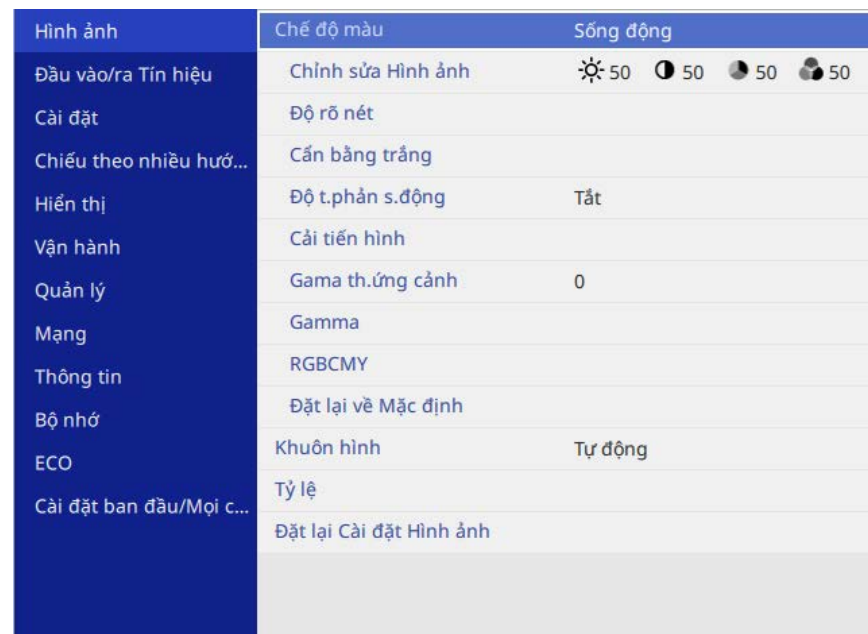 Hình ảnh
Đầu vào/ra Tín hiệu
Cài đặt
Chiếu theo nhiều hướ...
Hiển thị
Vận hành
Quản lý
Mạng
Thông tin
Bộ nhớ
ECO
Cài đặt ban đầu/Mọi c...
Chế độ màu Sống động
Chỉnh sửa Hình ảnh 50 50 50 50
Độ rõ nét
Cẩn bằng trắng
Độ t.phản s.động Tắt
Cải tiến hình
Gama th.ứng cảnh 0
Gamma
RGBCMY
Đặt lại về Mặc định
Khuôn hình Tự động
Tỷ lệ
Đặt lại Cài đặt Hình ảnh